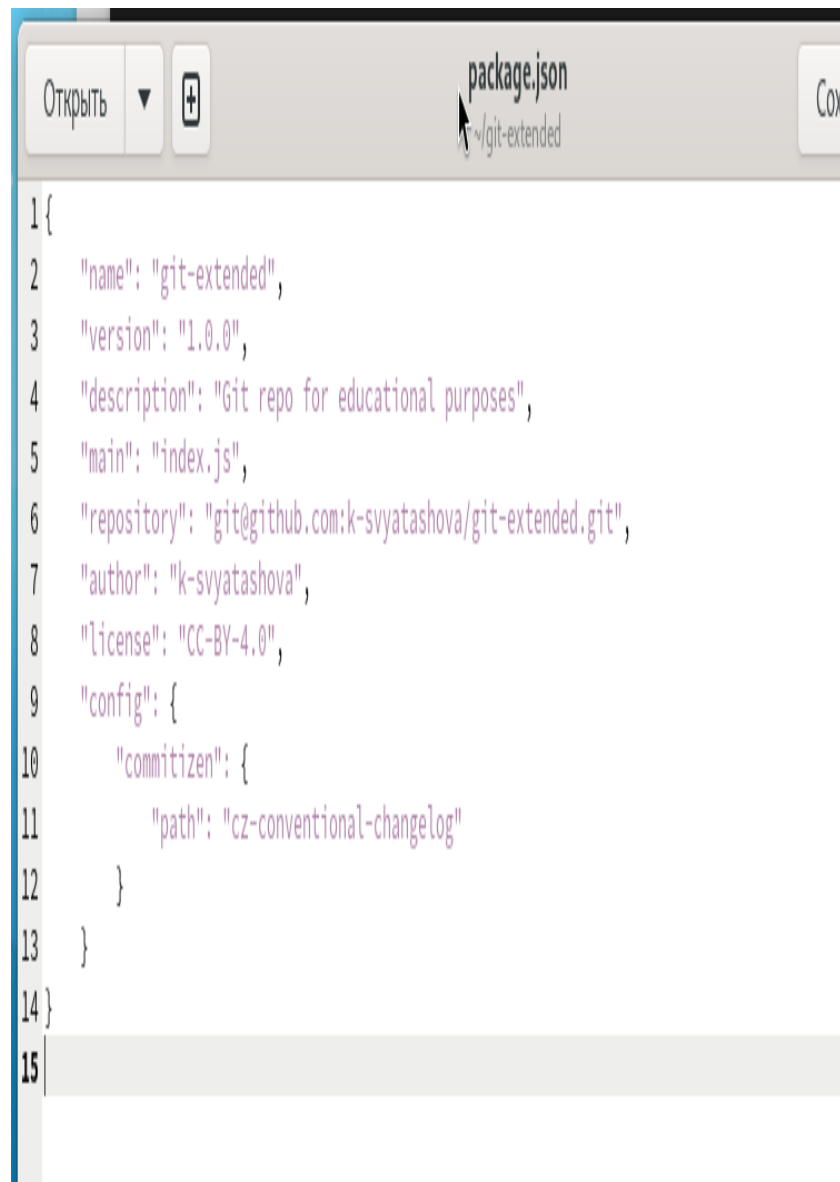 Открыть
package.json
~/git-extended
1 {
2    "name": "git-extended",
3    "version": "1.0.0",
4    "description": "Git repo for educational purposes",
5    "main": "index.js",
6    "repository": "git@github.com:k-svyatashova/git-extended.git",
7    "author": "k-svyatashova",
8    "license": "CC-BY-4.0",
9    "config": {
10       "commitizen": {
11          "path": "cz-conventional-changelog"
12       }
13    }
14 }
15